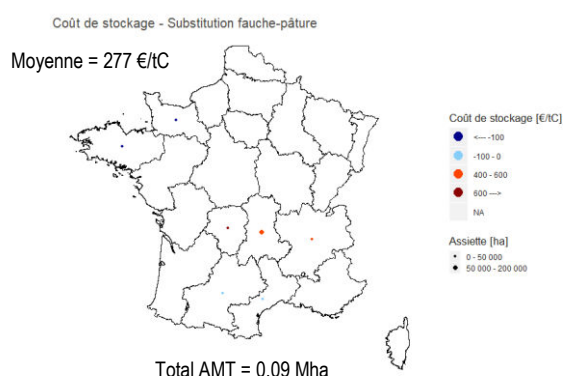 Coût de stockage - Substitution fauche-pâture
Moyenne = 277 €/tC
Coût de stockage [€/tC]
<--- -100
-100 - 0
400 - 600
600 --->
NA
Assiette [ha]
0 - 50 000
50 000 - 200 000
Total AMT = 0.09 Mha